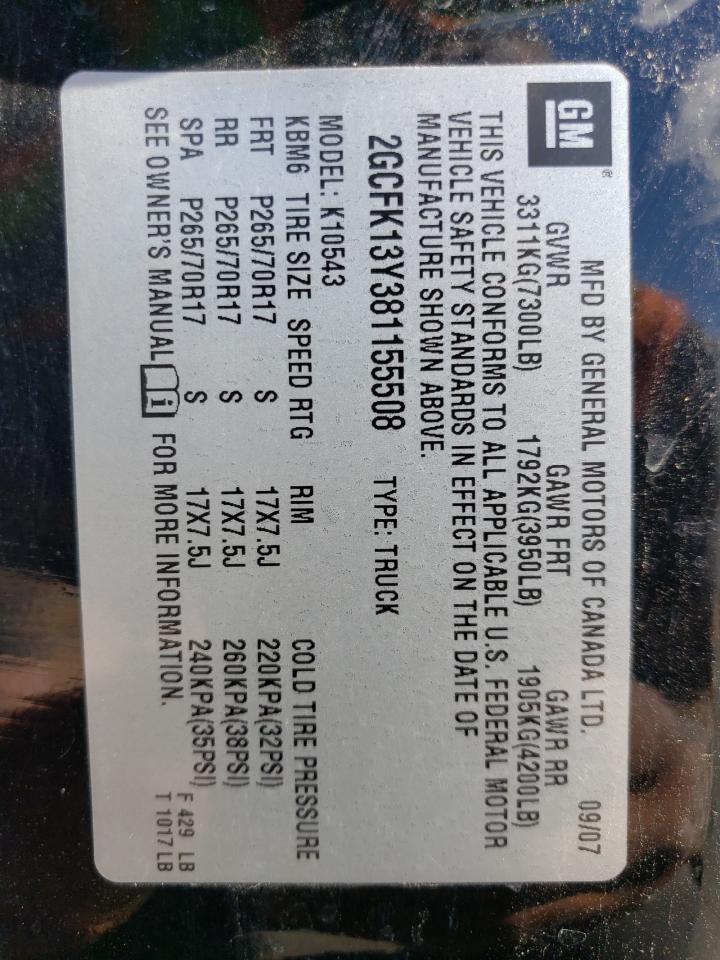 GM®
MFD BY GENERAL MOTORS OF CANADA LTD. 09/07
GVWR GAWR FRT GAWR RR
3311KG(7300LB) 1792KG(3950LB) 1905KG(4200LB)
THIS VEHICLE CONFORMS TO ALL APPLICABLE U.S. FEDERAL MOTOR
VEHICLE SAFETY STANDARDS IN EFFECT ON THE DATE OF
MANUFACTURE SHOWN ABOVE.
2GCFK13Y381155508 TYPE: TRUCK
MODEL: K10543
KBM6 TIRE SIZE SPEED RTG RIM COLD TIRE PRESSURE
FRT P265/70R17 S 17X7.5J 220KPA(32PSI)
RR P265/70R17 S 17X7.5J 260KPA(38PSI)
SPA P265/70R17 S 17X7.5J 240KPA(35PSI)
SEE OWNER'S MANUAL i FOR MORE INFORMATION.
F 429 LB
T 1017 LB